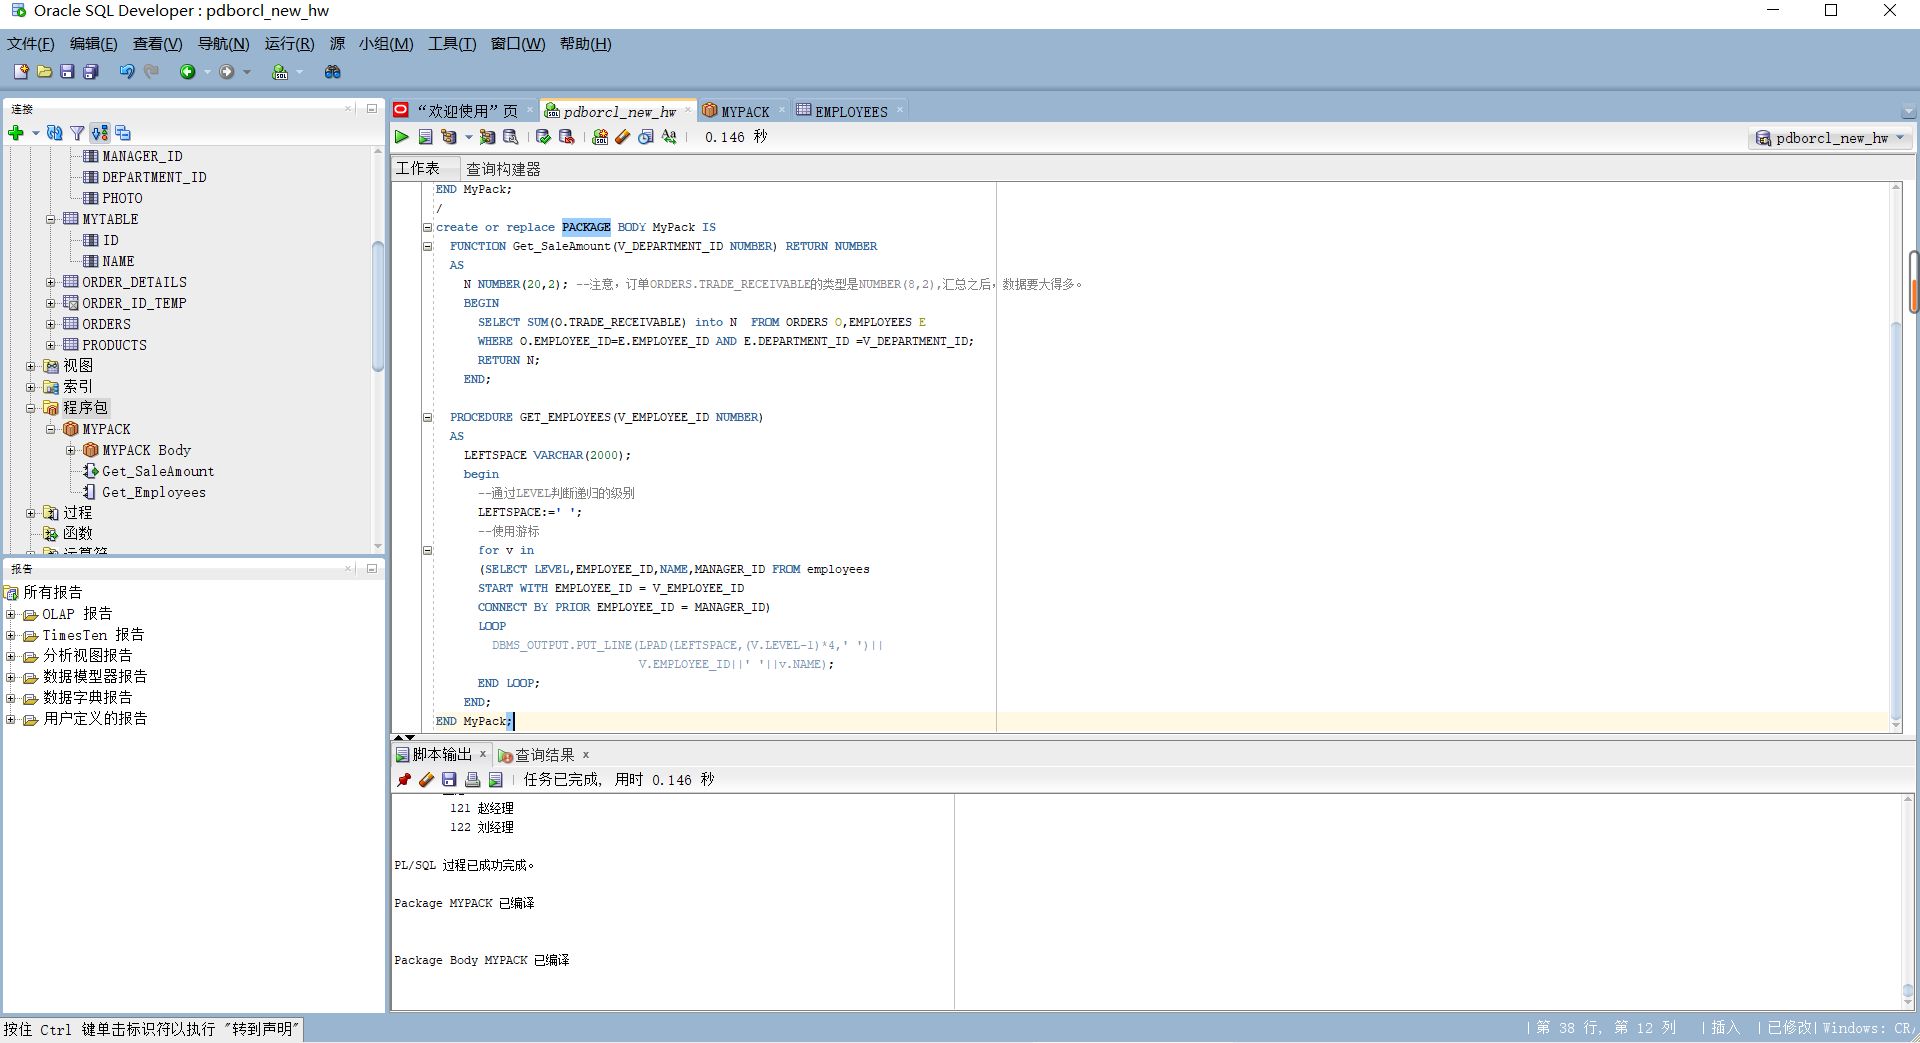 Oracle SQL Developer : pdborcl_new_hw
文件(F) 编辑(E) 查看(V) 导航(N) 运行(R) 源 小组(M) 工具(T) 窗口(W) 帮助(H)
连接
MANAGER_ID
DEPARTMENT_ID
PHOTO
MYTABLE
ID
NAME
ORDER_DETAILS
ORDER_ID_TEMP
ORDERS
PRODUCTS
视图
索引
程序包
MYPACK
MYPACK Body
Get_SaleAmount
Get_Employees
过程
函数
运算符
报告
所有报告
OLAP 报告
TimesTen 报告
分析视图报告
数据模型器报告
数据字典报告
用户定义的报告
“欢迎使用”页 pdborcl_new_hw MYPACK EMPLOYEES
0.146 秒 pdborcl_new_hw
工作表 查询构建器
END MyPack;
/
create or replace PACKAGE BODY MyPack IS
FUNCTION Get_SaleAmount(V_DEPARTMENT_ID NUMBER) RETURN NUMBER
AS
N NUMBER(20,2); --注意，订单ORDERS.TRADE_RECEIVABLE的类型是NUMBER(8,2),汇总之后，数据要大得多。
BEGIN
SELECT SUM(O.TRADE_RECEIVABLE) into N  FROM ORDERS O,EMPLOYEES E
WHERE O.EMPLOYEE_ID=E.EMPLOYEE_ID AND E.DEPARTMENT_ID =V_DEPARTMENT_ID;
RETURN N;
END;
PROCEDURE GET_EMPLOYEES(V_EMPLOYEE_ID NUMBER)
AS
LEFTSPACE VARCHAR(2000);
begin
--通过LEVEL判断递归的级别
LEFTSPACE:=' ';
--使用游标
for v in
(SELECT LEVEL,EMPLOYEE_ID,NAME,MANAGER_ID FROM employees
START WITH EMPLOYEE_ID = V_EMPLOYEE_ID
CONNECT BY PRIOR EMPLOYEE_ID = MANAGER_ID)
LOOP
DBMS_OUTPUT.PUT_LINE(LPAD(LEFTSPACE,(V.LEVEL-1)*4,' ')||
V.EMPLOYEE_ID||' '||v.NAME);
END LOOP;
END;
END MyPack;
脚本输出 查询结果
任务已完成, 用时 0.146 秒
121 赵经理
122 刘经理
PL/SQL 过程已成功完成。
Package MYPACK 已编译
Package Body MYPACK 已编译
按住 Ctrl 键单击标识符以执行 "转到声明"
第 38 行, 第 12 列 | 插入 | 已修改| Windows: CR